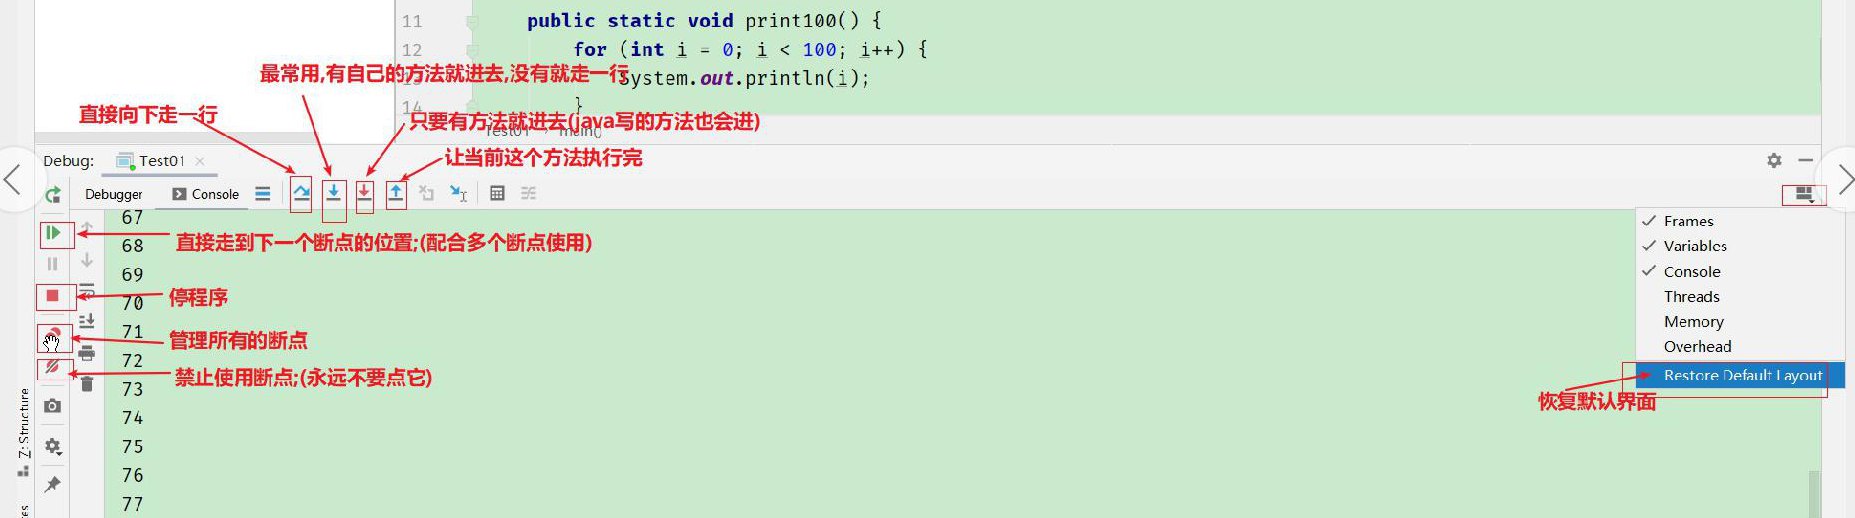 11 public static void print100() {
12 for (int i = 0; i < 100; i++) {
最常用,有自己的方法就进去,没有就走一行
System.out.println(i);
14 }
直接向下走一行
只要有方法就进去(java写的方法也会进)
Test01 main()
让当前这个方法执行完
Debug: Test01
Debugger Console
67
直接走到下一个断点的位置;(配合多个断点使用)
68
69
停程序
70
71
管理所有的断点
72
禁止使用断点;(永远不要点它)
73
74
75
76
77
Frames
Variables
Console
Threads
Memory
Overhead
Restore Default Layout
恢复默认界面
Z: Structure